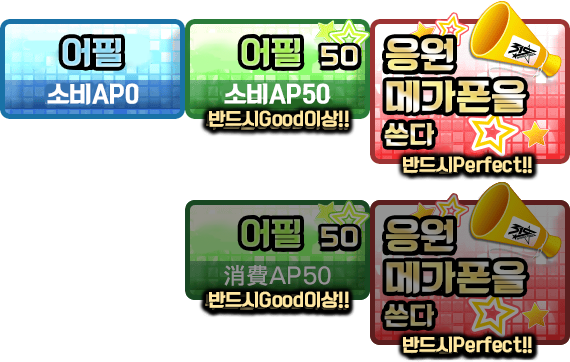 어필
소비AP0
어필 50
소비AP50
반드시Good이상!!
응원
메가폰을
쓴다
반드시Perfect!!
어필 50
消費AP50
반드시Good이상!!
응원
메가폰을
쓴다
반드시Perfect!!